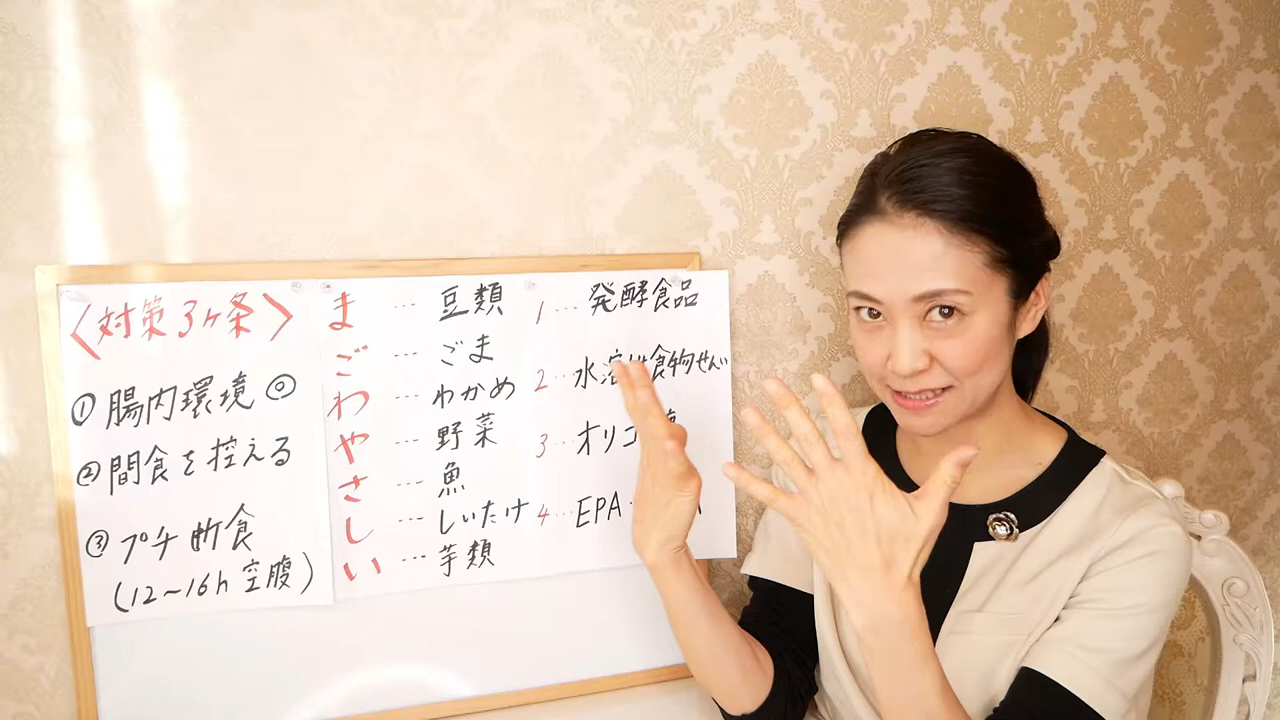 〈対策3ヶ条〉
① 腸内環境◎
② 間食を控える
③ プチ断食
(12~16h空腹)
ま … 豆類
ご … ごま
わ … わかめ
や … 野菜
さ … 魚
し … しいたけ
い … 芋類
1 … 発酵食品
2 … 水溶性食物せんい
3 … オリゴ糖
4 … EPA・